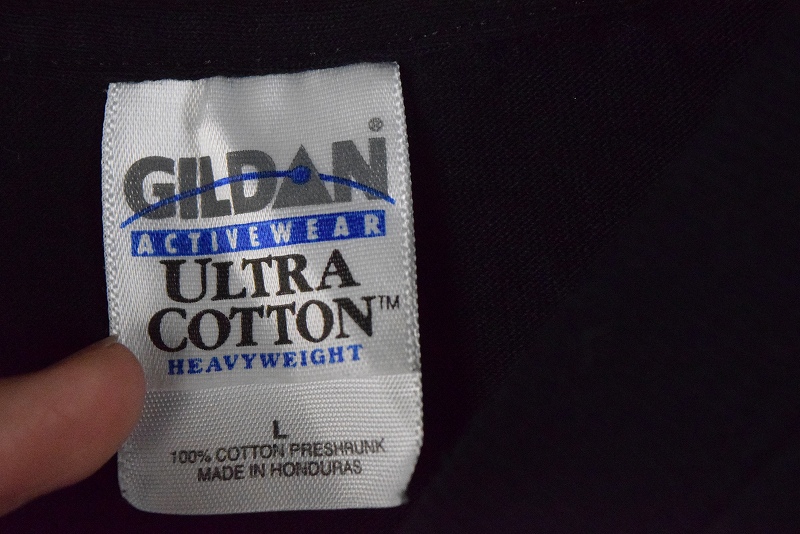 GILDAN®
ACTIVEWEAR
ULTRA
COTTON™
HEAVYWEIGHT
L
100% COTTON PRESHRUNK
MADE IN HONDURAS